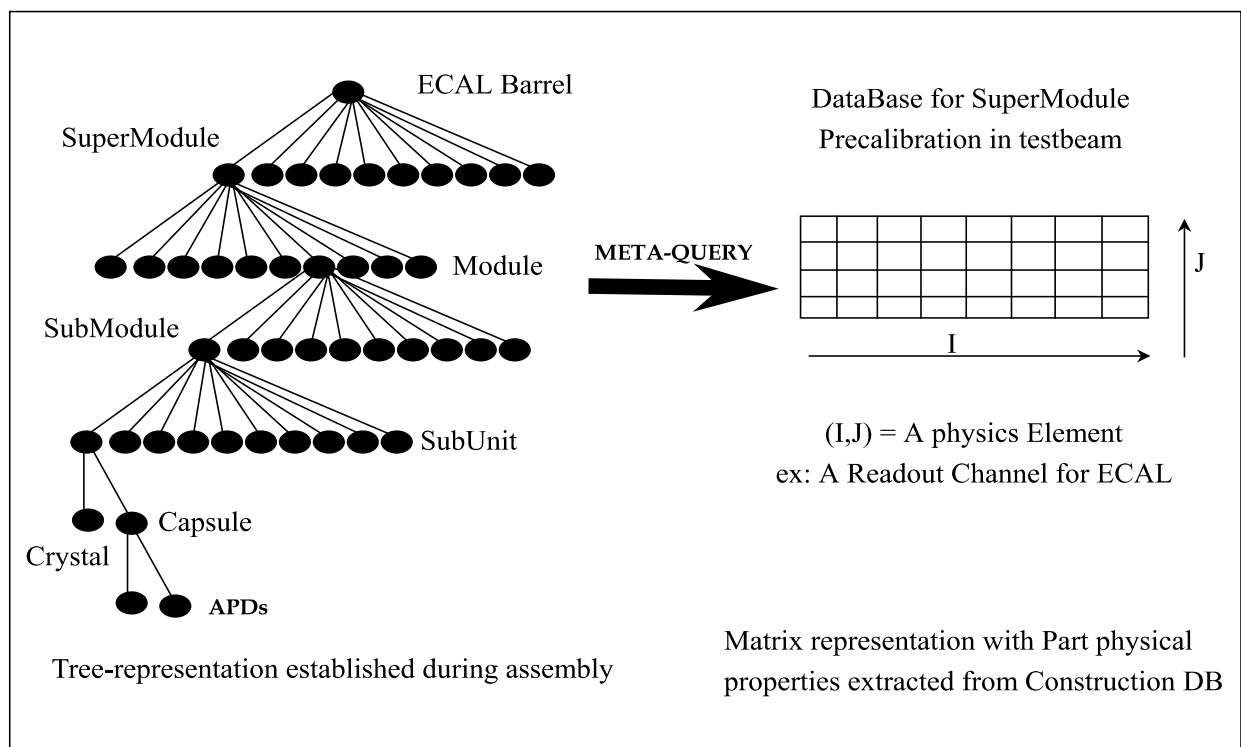 ECAL Barrel
SuperModule
Module
SubModule
SubUnit
Capsule
Crystal
APDs
Tree-representation established during assembly
META-QUERY
DataBase for SuperModule
Precalibration in testbeam
J
I
(I,J) = A physics Element
ex: A Readout Channel for ECAL
Matrix representation with Part physical
properties extracted from Construction DB